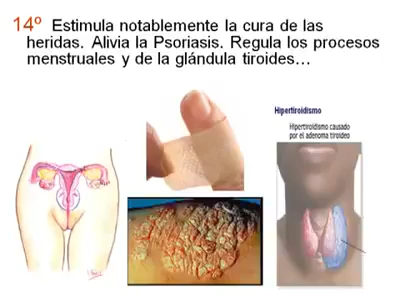 14º Estimula notablemente la cura de las
heridas. Alivia la Psoriasis. Regula los procesos
menstruales y de la glándula tiroides…
Hipertiroidismo
Hipertiroidismo causado
por el adenoma tiroideo